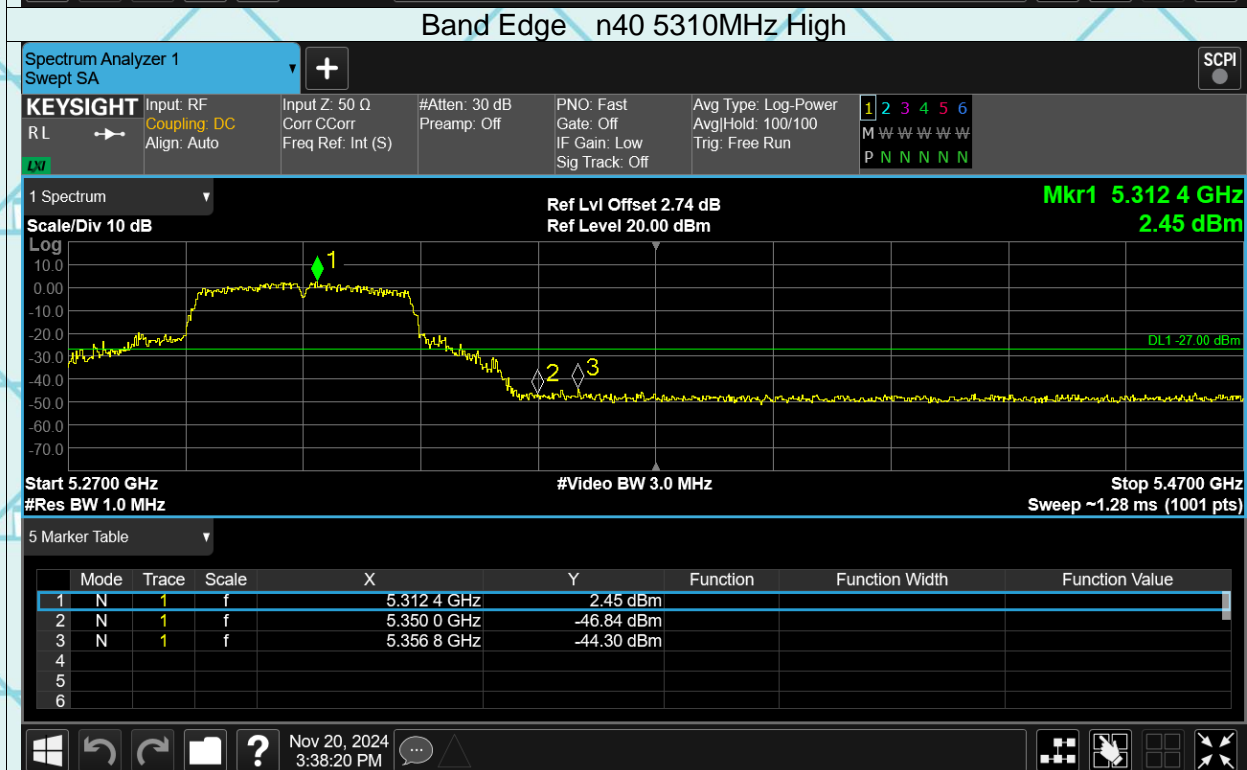 Band Edge n40 5310MHz High
Spectrum Analyzer 1
Swept SA
SCPI
KEYSIGHT Input: RF Input Z: 50 Ω #Atten: 30 dB PNO: Fast Avg Type: Log-Power 1 2 3 4 5 6
RL Coupling: DC Corr CCorr Preamp: Off Gate: Off Avg|Hold: 100/100 M W W W W W W
Align: Auto Freq Ref: Int (S) IF Gain: Low Trig: Free Run P N N N N N N
LXI Sig Track: Off
1 Spectrum Ref Lvl Offset 2.74 dB Mkr1 5.312 4 GHz
Scale/Div 10 dB Ref Level 20.00 dBm 2.45 dBm
Log
10.0
1
0.00
-10.0
-20.0
DL1 -27.00 dBm
-30.0
2 3
-40.0
-50.0
-60.0
-70.0
Start 5.2700 GHz #Video BW 3.0 MHz Stop 5.4700 GHz
#Res BW 1.0 MHz Sweep ~1.28 ms (1001 pts)
5 Marker Table
Mode Trace Scale X Y Function Function Width Function Value
1 N 1 f 5.312 4 GHz 2.45 dBm
2 N 1 f 5.350 0 GHz -46.84 dBm
3 N 1 f 5.356 8 GHz -44.30 dBm
4
5
6
? Nov 20, 2024
3:38:20 PM